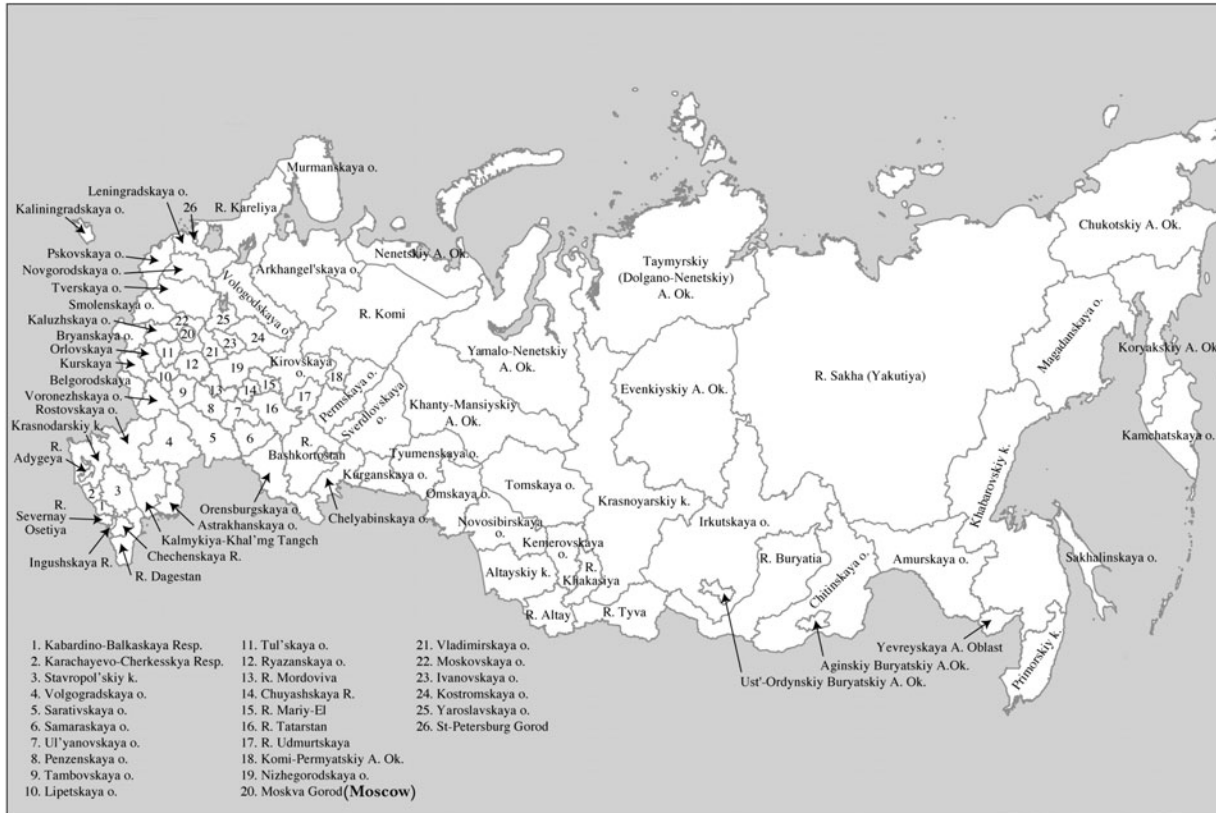 Murmanskaya o.
Leningradskaya o.
26
Kaliningradskaya o.
R. Kareliya
Pskovskaya o.
Novgorodskaya o.
Tverskaya o.
Smolenskaya o.
Kaluzhskaya o.
Bryanskaya o.
Orlovskaya
Kurskaya
Belgorodskaya
Voronezhskaya o.
Rostovskaya o.
Krasnodarskiy k.
R.
Adygeya
R.
Severnay
Osetiya
Ingushskaya R.
R. Dagestan
Chechenskaya R.
Kalmykiya-Khal'mg Tangch
Astrakhanskaya o.
Orenburgskaya o.
Chelyabinskaya o.
Nenetskiy A. Ok.
Arkhangel'skaya o.
Vologodskaya o.
R. Komi
22
20
25
23
24
21
11
12
19
10
9
13
14
15
8
7
16
17
18
4
5
6
3
2
1
Kirovskaya
o.
Permskaya o.
Sverdlovskaya
o.
R.
Bashkortostan
Kurganskaya o.
Tyumenskaya o.
Khanty-Mansiyskiy
A. Ok.
Yamalo-Nenetskiy
A. Ok.
Taymyrskiy
(Dolgano-Nenetskiy)
A. Ok.
Evenkiyskiy A. Ok.
R. Sakha (Yakutiya)
Chukotskiy A. Ok.
Magadanskaya o.
Koryakskiy A. Ok
Kamchatskaya o.
Khabarovskiy k.
Sakhalinskaya o.
Omskaya o.
Tomskaya o.
Novosibirskaya
o.
Kemerovskaya
o.
Altayskiy k.
R. Altay
R.
Khakasiya
R. Tyva
Krasnoyarskiy k.
Irkutskaya o.
R. Buryatia
Chitinskaya o.
Amurskaya o.
Yevreyskaya A. Oblast
Primorskiy k.
Aginskiy Buryatskiy A.Ok.
Ust'-Ordynskiy Buryatskiy A. Ok.
1. Kabardino-Balkaskaya Resp.
2. Karachayevo-Cherkesskya Resp.
3. Stavropol'skiy k.
4. Volgogradskaya o.
5. Sarativskaya o.
6. Samaraskaya o.
7. Ul'yanovskaya o.
8. Penzenskaya o.
9. Tambovskaya o.
10. Lipetskaya o.
11. Tul'skaya o.
12. Ryazanskaya o.
13. R. Mordoviva
14. Chuyashskaya R.
15. R. Mariy-El
16. R. Tatarstan
17. R. Udmurtskaya
18. Komi-Permyatskiy A. Ok.
19. Nizhegorodskaya o.
20. Moskva Gorod(Moscow)
21. Vladimirskaya o.
22. Moskovskaya o.
23. Ivanovskaya o.
24. Kostromskaya o.
25. Yaroslavskaya o.
26. St-Petersburg Gorod